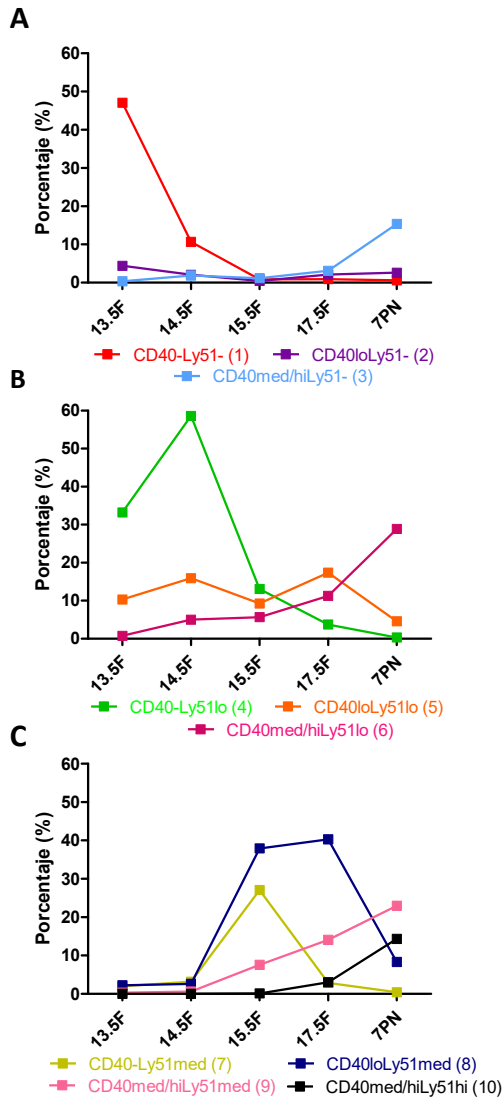 A
Porcentaje (%)
60
50
40
30
20
10
0
13.5F 14.5F 15.5F 17.5F 7PN
CD40-Ly51- (1) CD40loLy51- (2)
CD40med/hiLy51- (3)
B
Porcentaje (%)
60
50
40
30
20
10
0
13.5F 14.5F 15.5F 17.5F 7PN
CD40-Ly51lo (4) CD40loLy51lo (5)
CD40med/hiLy51lo (6)
C
Porcentaje (%)
60
50
40
30
20
10
0
13.5F 14.5F 15.5F 17.5F 7PN
CD40-Ly51med (7) CD40loLy51med (8)
CD40med/hiLy51med (9) CD40med/hiLy51hi (10)